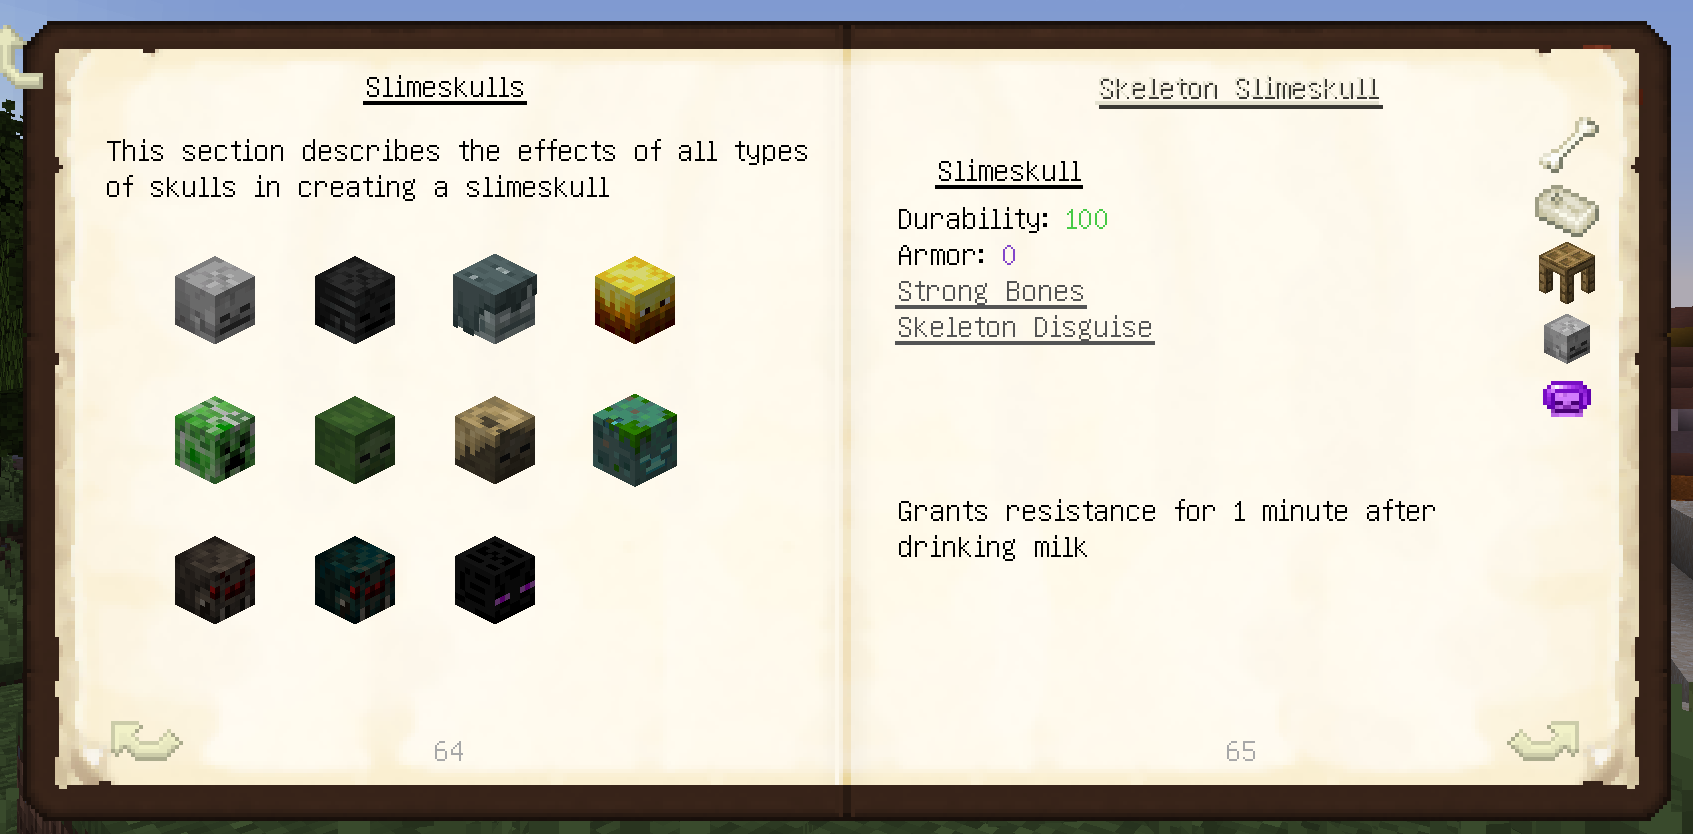 Slimeskulls
This section describes the effects of all types
of skulls in creating a slimeskull
64
Skeleton Slimeskull
Slimeskull
Durability: 100
Armor: 0
Strong Bones
Skeleton Disguise
Grants resistance for 1 minute after
drinking milk
65